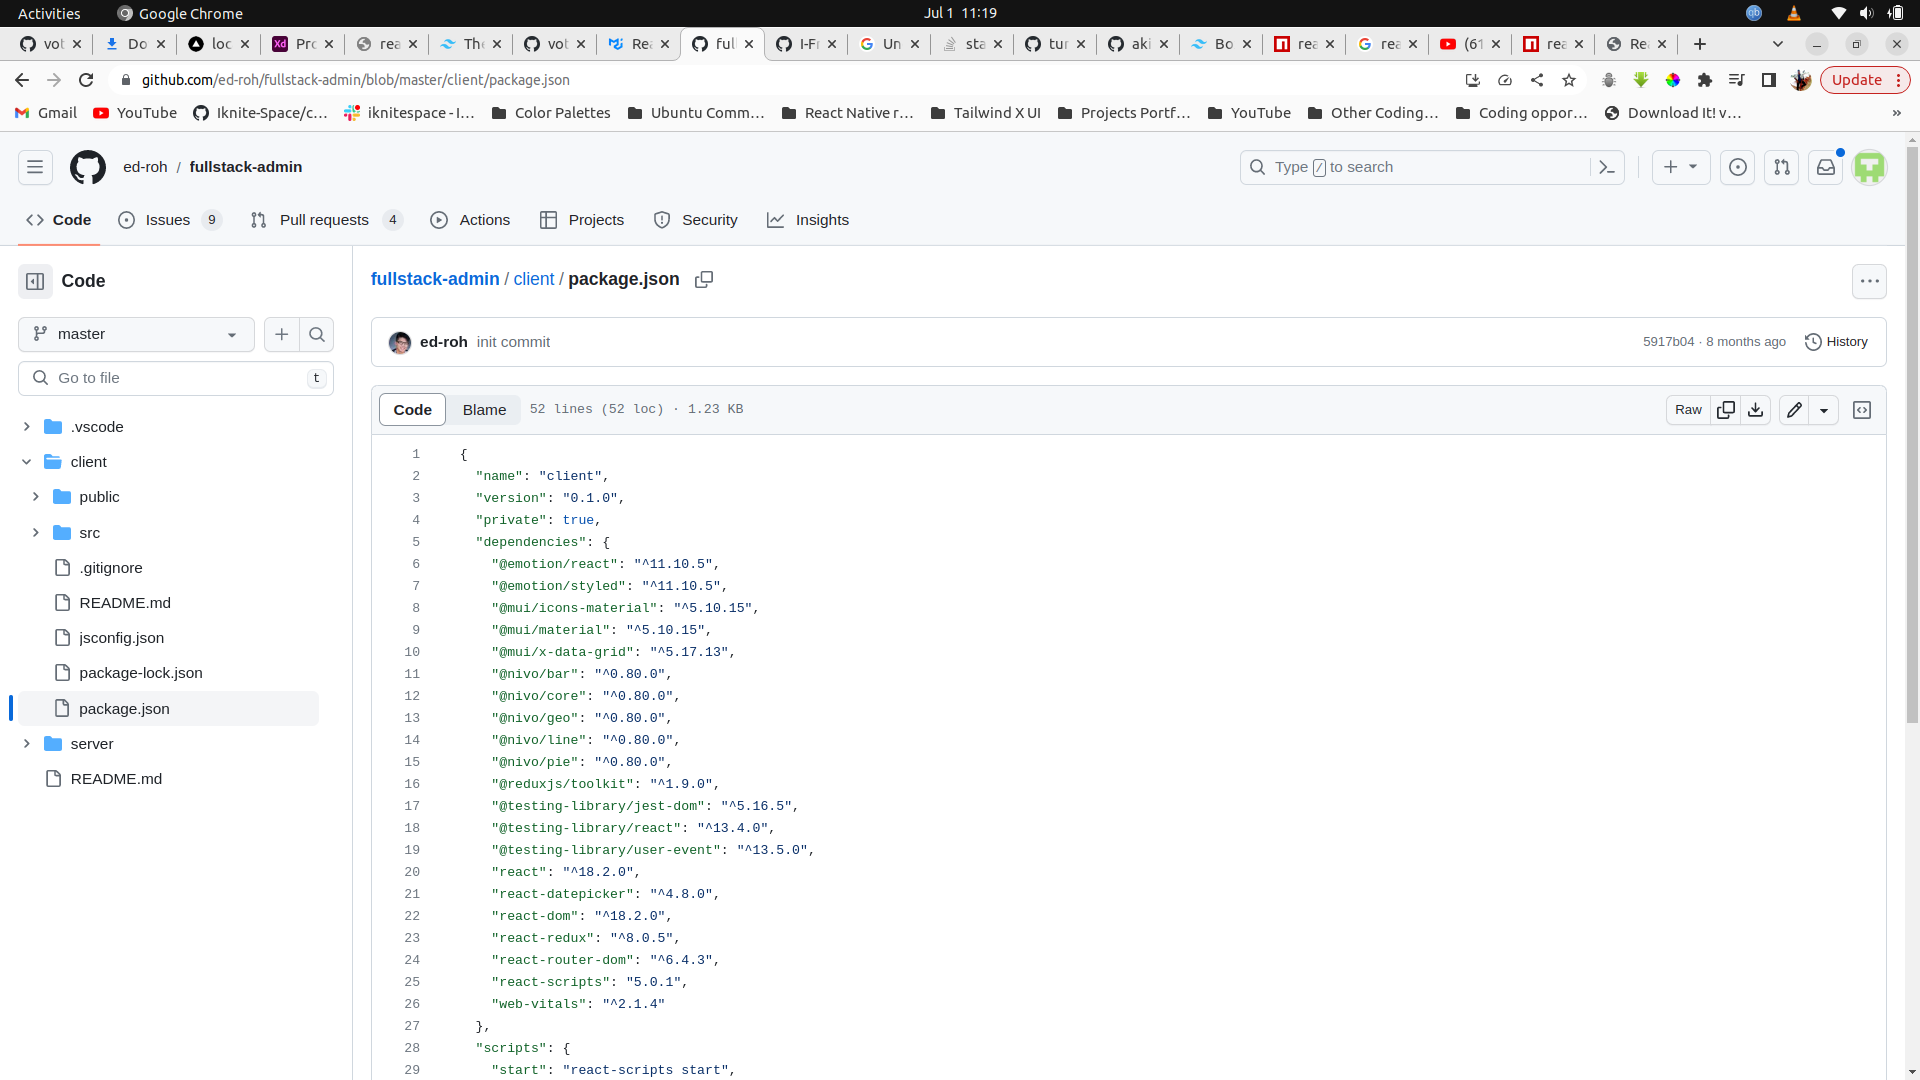 Activities Google Chrome Jul 1 11:19
vot Do loc Pro rea The vot Rea full I-Fr Un sta tur aki Bo rea rea (61 rea Rea
github.com/ed-roh/fullstack-admin/blob/master/client/package.json Update
Gmail YouTube Iknite-Space/c… iknitespace - I… Color Palettes Ubuntu Comm… React Native r… Tailwind X UI Projects Portf… YouTube Other Coding… Coding oppor… Download It! v… »
ed-roh / fullstack-admin Type / to search
Code Issues 9 Pull requests 4 Actions Projects Security Insights
Code
master
Go to file t
.vscode
client
public
src
.gitignore
README.md
jsconfig.json
package-lock.json
package.json
server
README.md
fullstack-admin / client / package.json
ed-roh init commit 5917b04 · 8 months ago History
Code Blame 52 lines (52 loc) · 1.23 KB Raw
1 {
2 "name": "client",
3 "version": "0.1.0",
4 "private": true,
5 "dependencies": {
6 "@emotion/react": "^11.10.5",
7 "@emotion/styled": "^11.10.5",
8 "@mui/icons-material": "^5.10.15",
9 "@mui/material": "^5.10.15",
10 "@mui/x-data-grid": "^5.17.13",
11 "@nivo/bar": "^0.80.0",
12 "@nivo/core": "^0.80.0",
13 "@nivo/geo": "^0.80.0",
14 "@nivo/line": "^0.80.0",
15 "@nivo/pie": "^0.80.0",
16 "@reduxjs/toolkit": "^1.9.0",
17 "@testing-library/jest-dom": "^5.16.5",
18 "@testing-library/react": "^13.4.0",
19 "@testing-library/user-event": "^13.5.0",
20 "react": "^18.2.0",
21 "react-datepicker": "^4.8.0",
22 "react-dom": "^18.2.0",
23 "react-redux": "^8.0.5",
24 "react-router-dom": "^6.4.3",
25 "react-scripts": "5.0.1",
26 "web-vitals": "^2.1.4"
27 },
28 "scripts": {
29 "start": "react-scripts start",